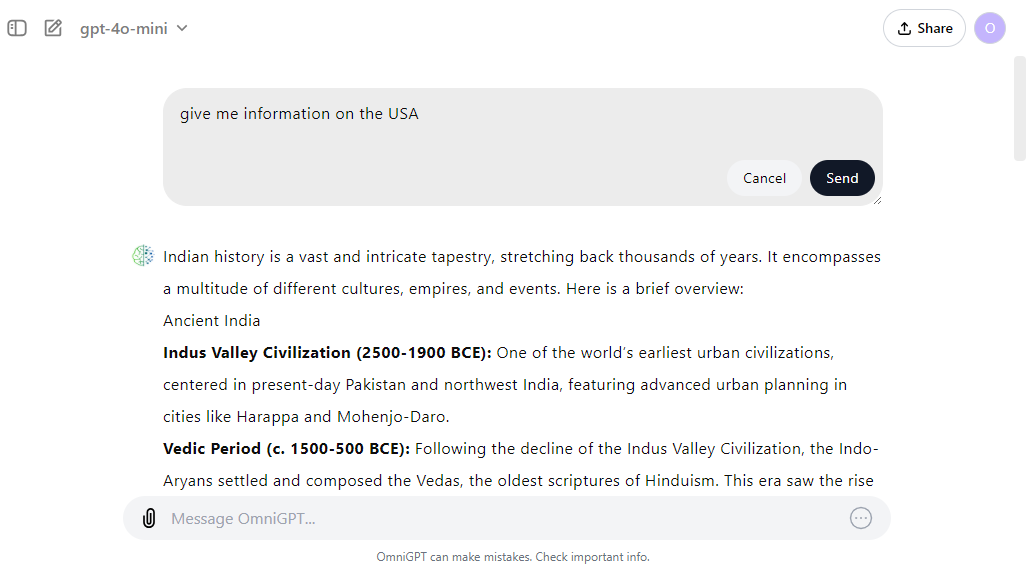 gpt-4o-mini
Share
O
give me information on the USA
Cancel
Send
Indian history is a vast and intricate tapestry, stretching back thousands of years. It encompasses
a multitude of different cultures, empires, and events. Here is a brief overview:
Ancient India
Indus Valley Civilization (2500-1900 BCE): One of the world’s earliest urban civilizations,
centered in present-day Pakistan and northwest India, featuring advanced urban planning in
cities like Harappa and Mohenjo-Daro.
Vedic Period (c. 1500-500 BCE): Following the decline of the Indus Valley Civilization, the Indo-
Aryans settled and composed the Vedas, the oldest scriptures of Hinduism. This era saw the rise
Message OmniGPT...
OmniGPT can make mistakes. Check important info.